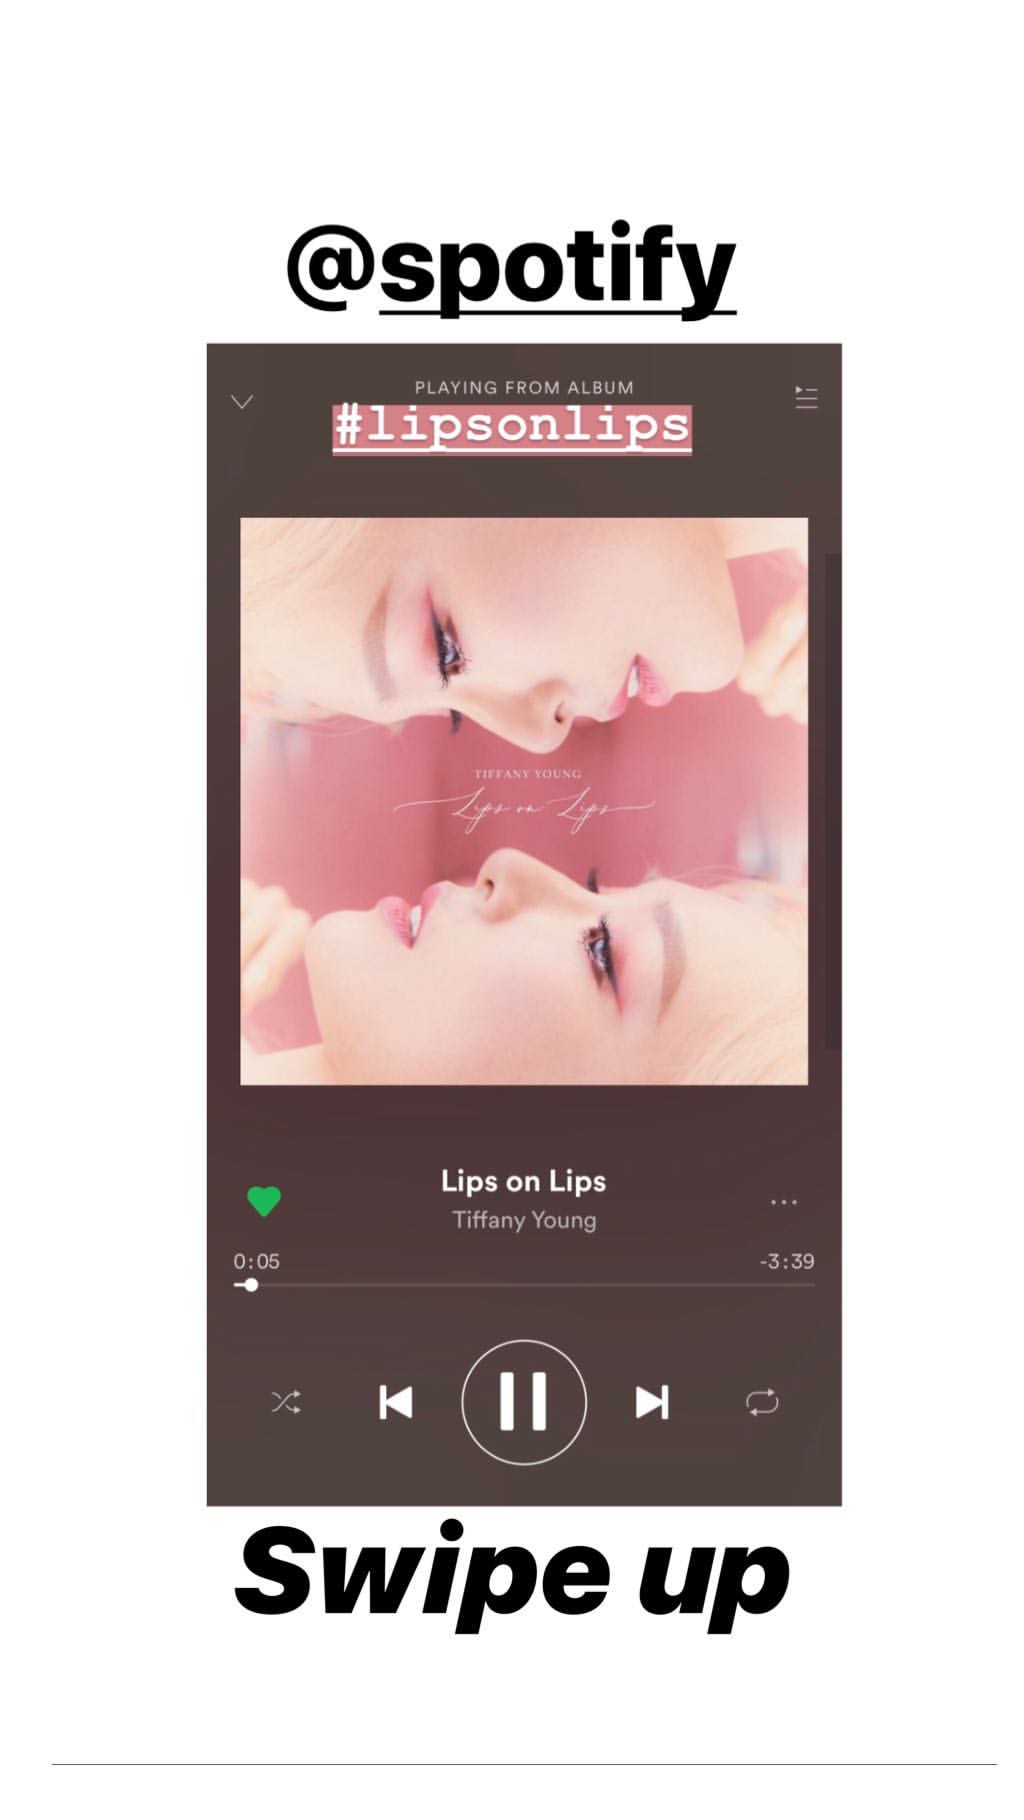 @spotify
PLAYING FROM ALBUM
#lipsonlips
TIFFANY YOUNG
Lips on Lips
Lips on Lips
Tiffany Young
0:05 -3:39
Swipe up